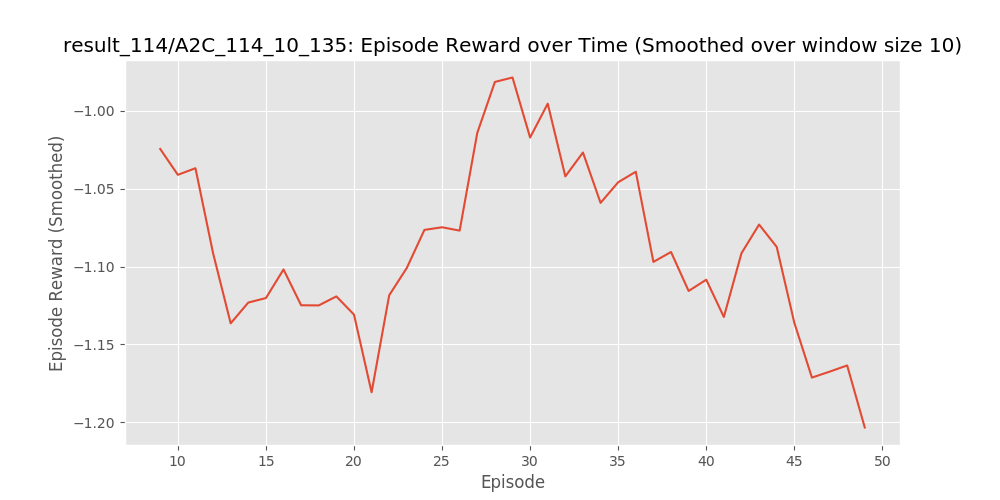 result_114/A2C_114_10_135: Episode Reward over Time (Smoothed over window size 10)
Episode Reward (Smoothed)
−1.00
−1.05
−1.10
−1.15
−1.20
10 15 20 25 30 35 40 45 50
Episode